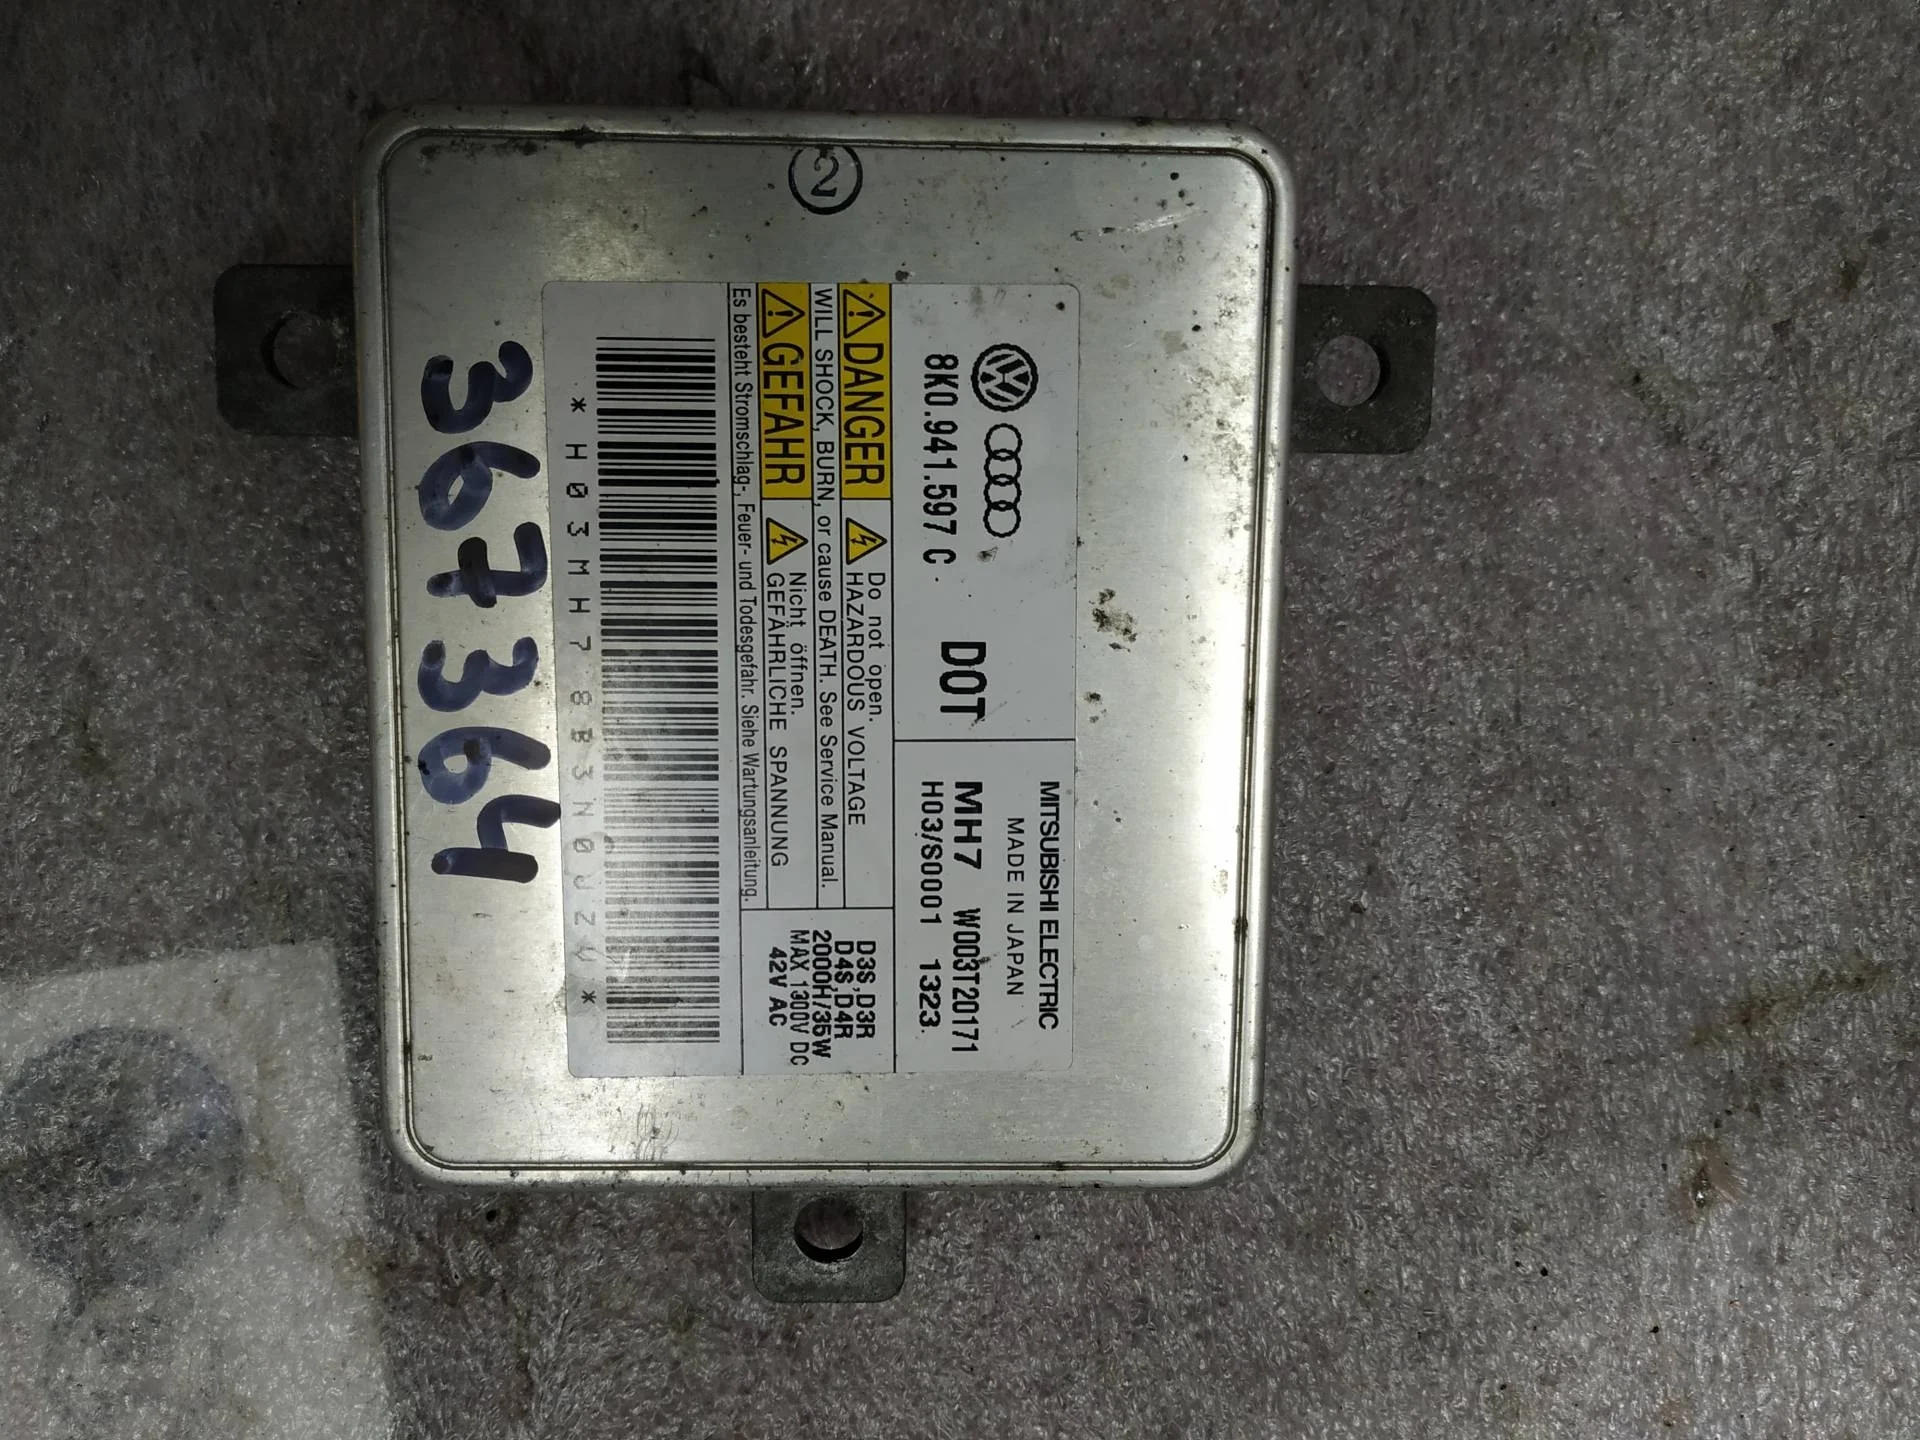 2
8K0.941.597 C
DOT
MITSUBISHI ELECTRIC
MADE IN JAPAN
MH7 W003T20171
H03/S0001 1323
DANGER
Do not open.
HAZARDOUS VOLTAGE
WILL SHOCK, BURN, or cause DEATH. See Service Manual.
GEFAHR
Nicht öffnen.
GEFÄHRLICHE SPANNUNG
Es besteht Stromschlag-, Feuer- und Todesgefahr. Siehe Wartungsanleitung.
D3S,D3R
D4S,D4R
2000H/35W
MAX 1300V DC
42V AC
367364